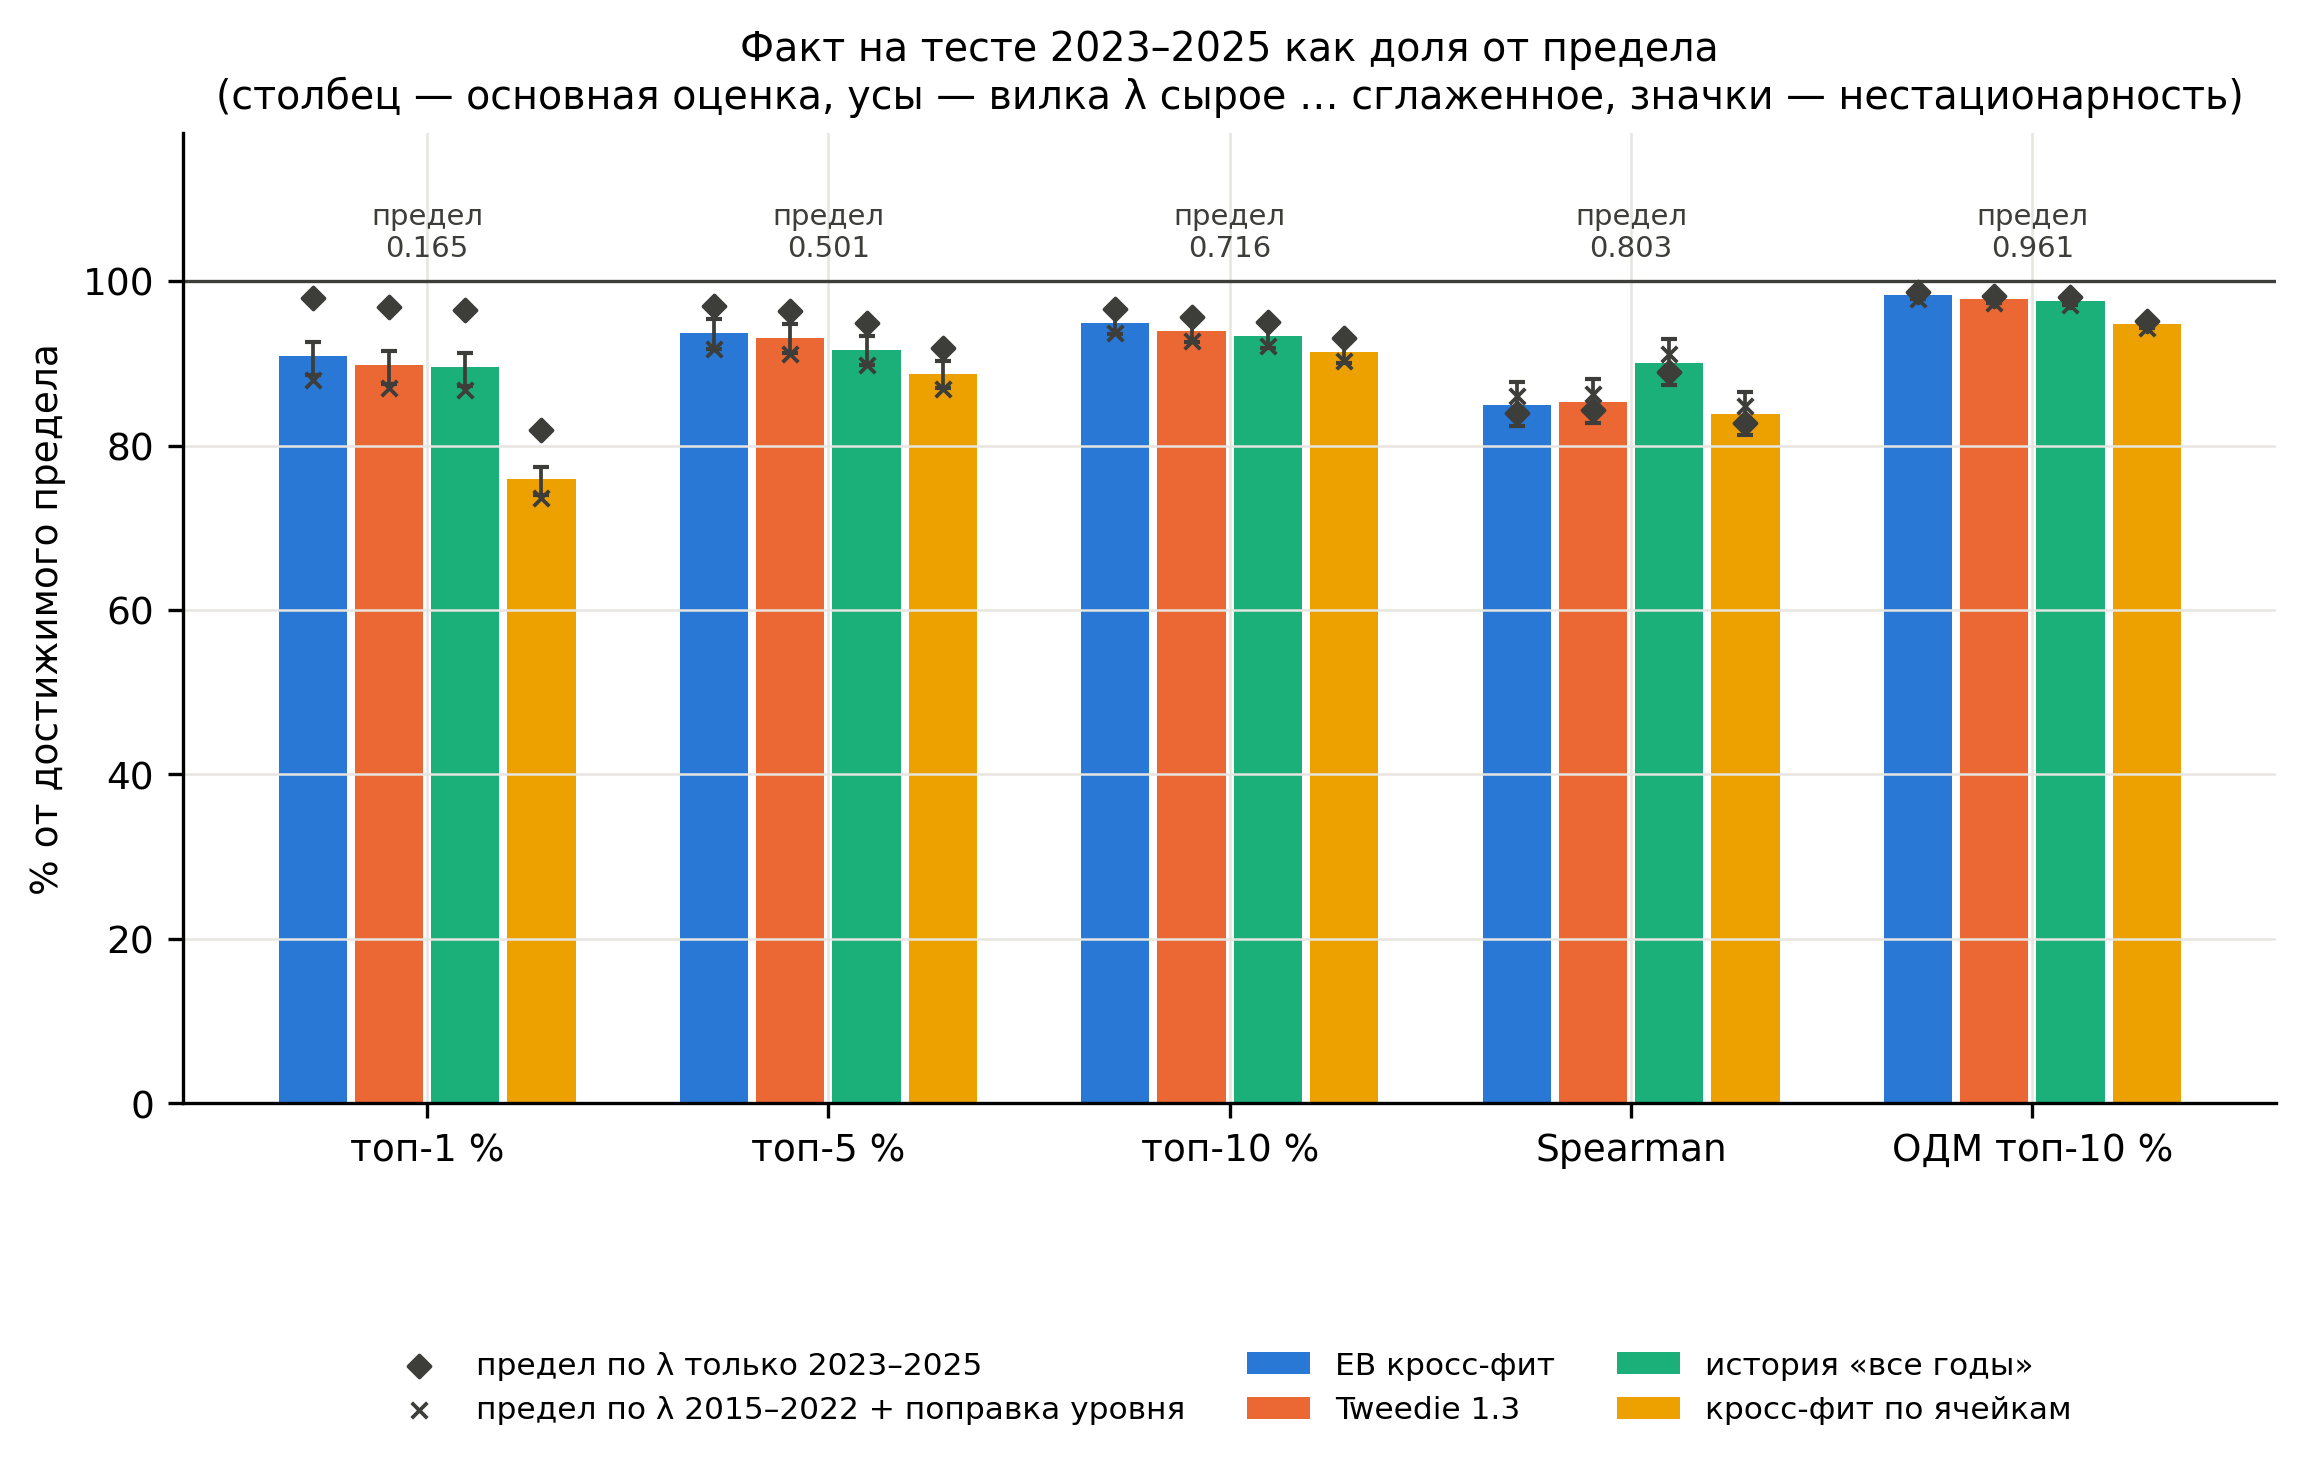 Факт на тесте 2023–2025 как доля от предела
(столбец — основная оценка, усы — вилка λ сырое ... сглаженное, значки — нестационарность)
предел
0.165
предел
0.501
предел
0.716
предел
0.803
предел
0.961
% от достижимого предела
100
80
60
40
20
0
топ-1 %
топ-5 %
топ-10 %
Spearman
ОДМ топ-10 %
предел по λ только 2023–2025
предел по λ 2015–2022 + поправка уровня
EB кросс-фит
Tweedie 1.3
история «все годы»
кросс-фит по ячейкам